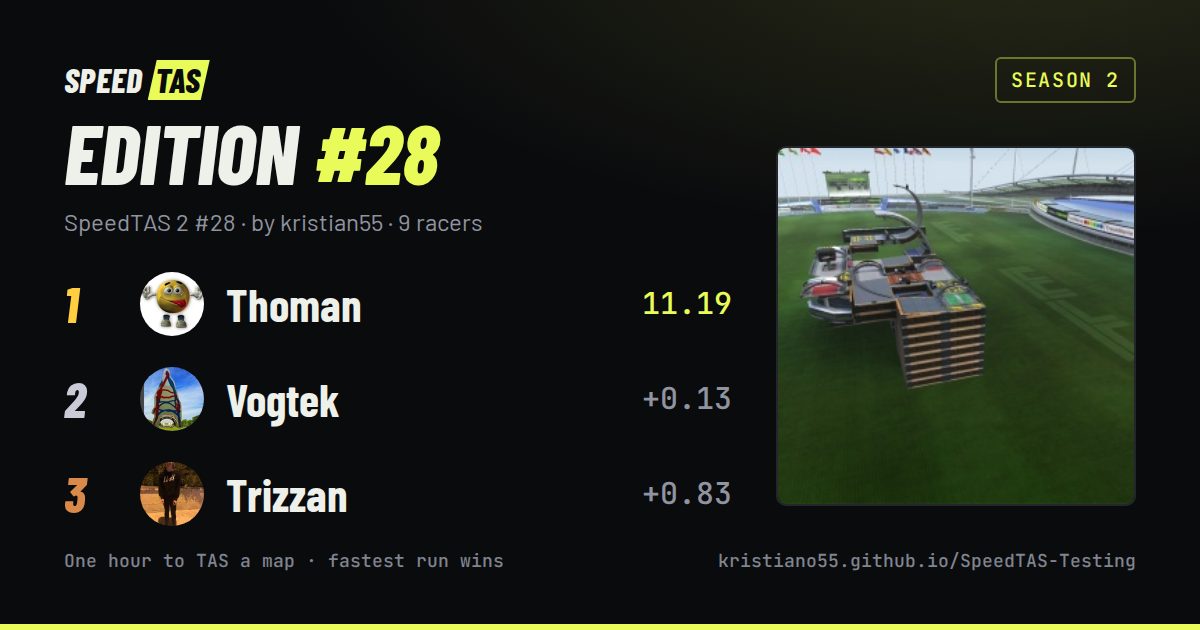 SPEED TAS
SEASON 2
EDITION #28
SpeedTAS 2 #28 · by kristian55 · 9 racers
1 Thoman 11.19
2 Vogtek +0.13
3 Trizzan +0.83
One hour to TAS a map · fastest run wins
kristiano55.github.io/SpeedTAS-Testing